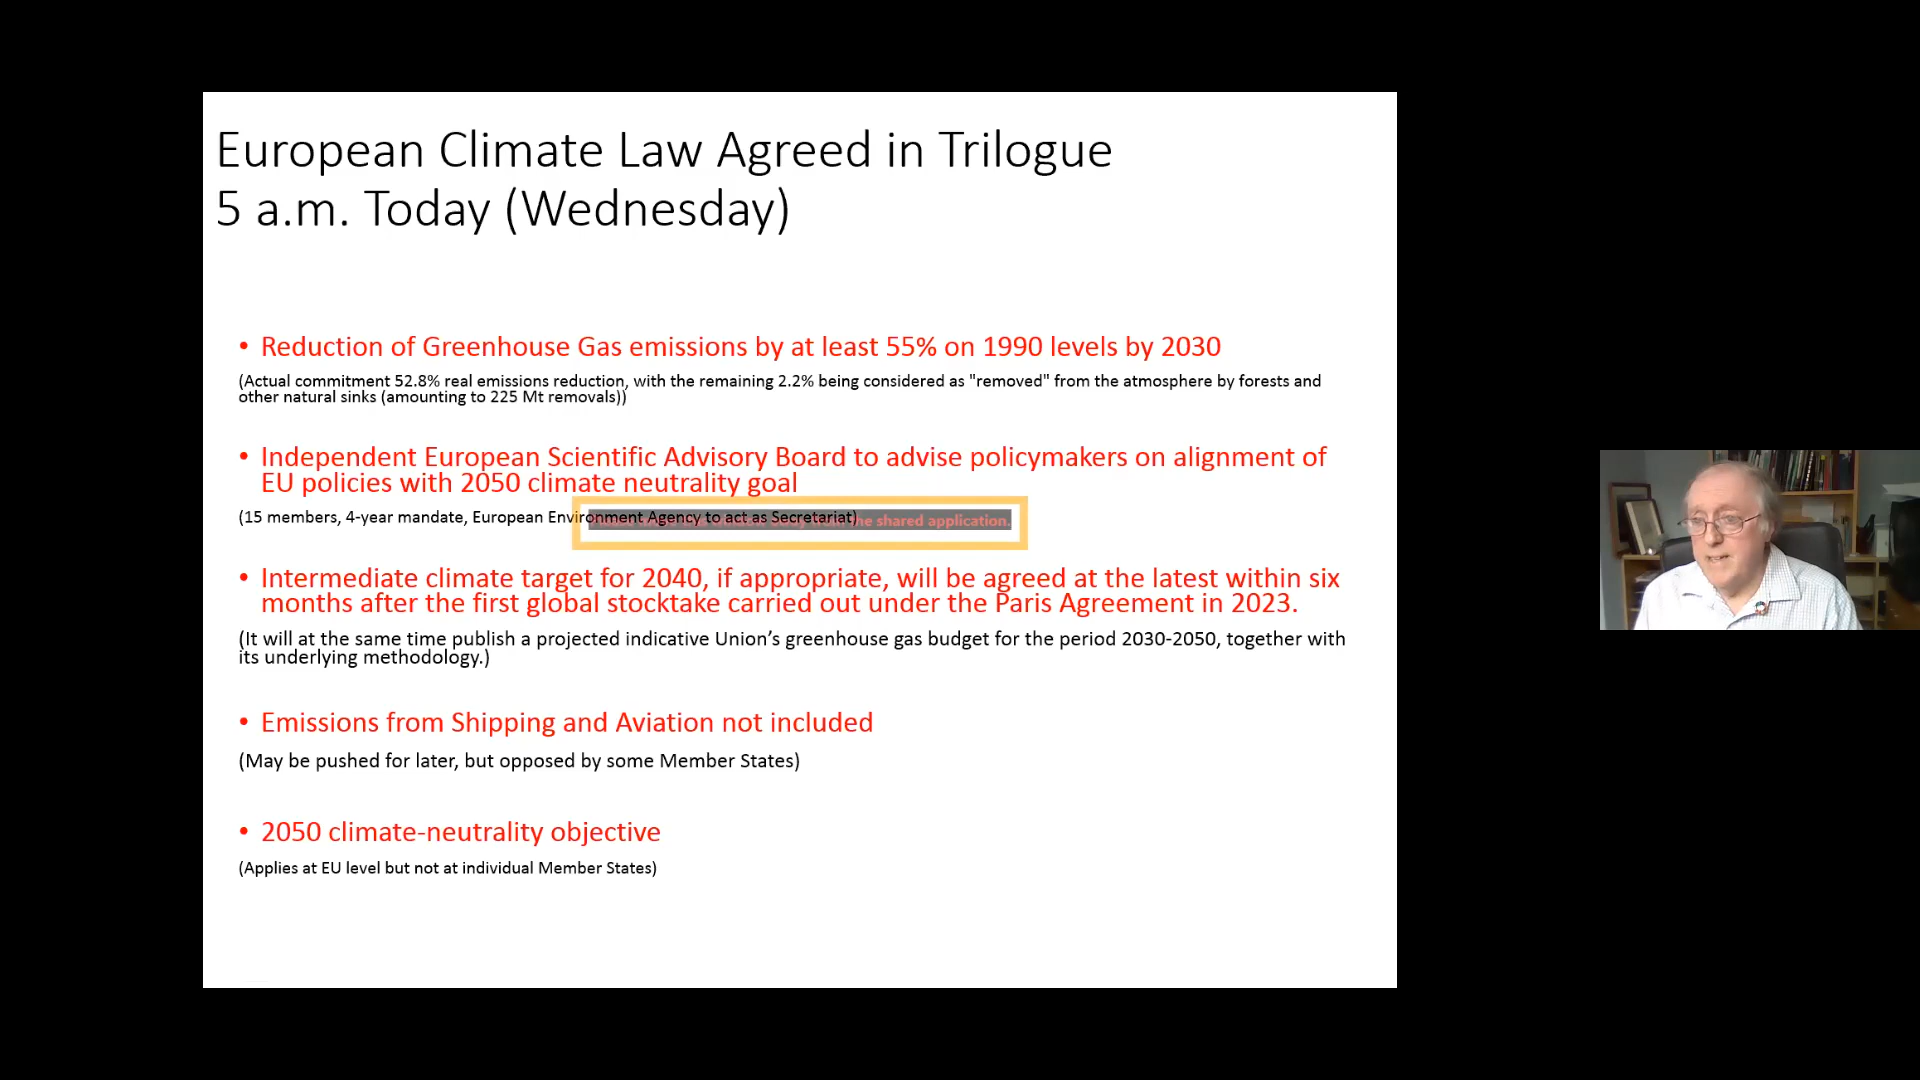 European Climate Law Agreed in Trilogue
5 a.m. Today (Wednesday)
• Reduction of Greenhouse Gas emissions by at least 55% on 1990 levels by 2030
(Actual commitment 52.8% real emissions reduction, with the remaining 2.2% being considered as "removed" from the atmosphere by forests and
other natural sinks (amounting to 225 Mt removals))
• Independent European Scientific Advisory Board to advise policymakers on alignment of
EU policies with 2050 climate neutrality goal
(15 members, 4-year mandate, European Environment Agency to act as Secretariat)
the shared application.
• Intermediate climate target for 2040, if appropriate, will be agreed at the latest within six
months after the first global stocktake carried out under the Paris Agreement in 2023.
(It will at the same time publish a projected indicative Union’s greenhouse gas budget for the period 2030-2050, together with
its underlying methodology.)
• Emissions from Shipping and Aviation not included
(May be pushed for later, but opposed by some Member States)
• 2050 climate-neutrality objective
(Applies at EU level but not at individual Member States)